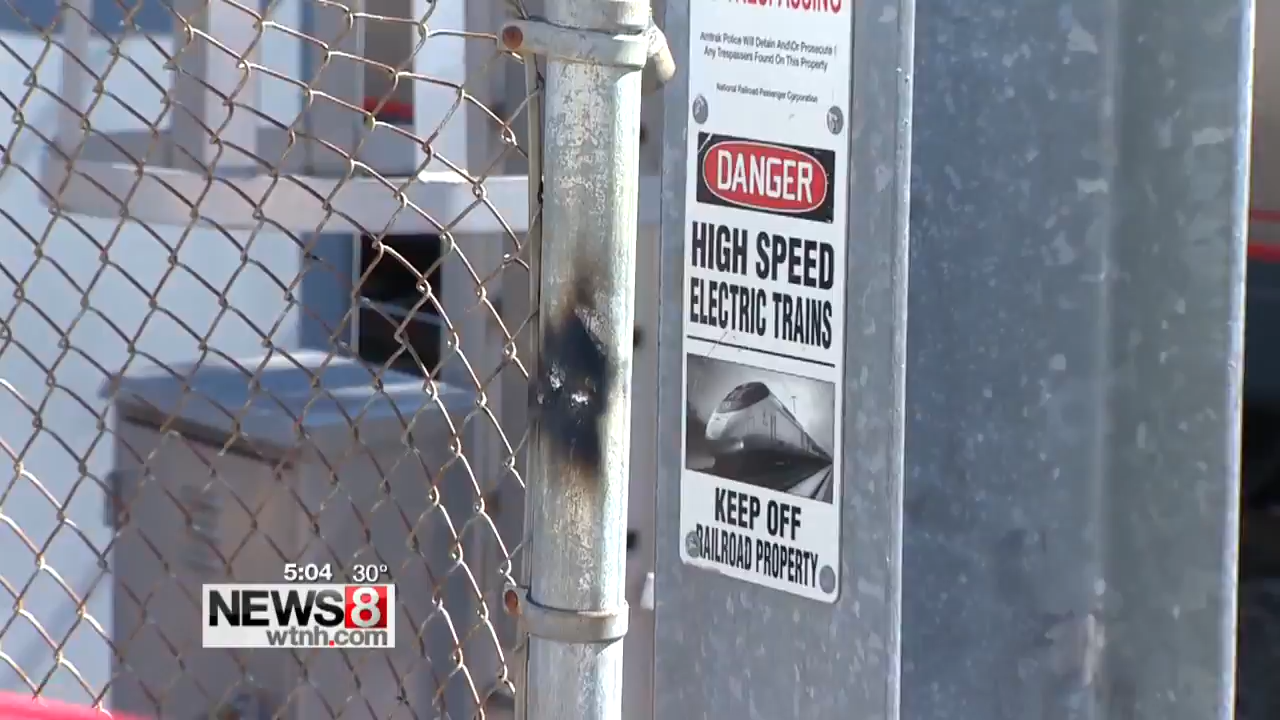 TRESPASSING
Amtrak Police Will Detain And\Or Prosecute
Any Trespassers Found On This Property
National Railroad Passenger Corporation
DANGER
HIGH SPEED
ELECTRIC TRAINS
KEEP OFF
RAILROAD PROPERTY
5:04 30°
NEWS8
wtnh.com